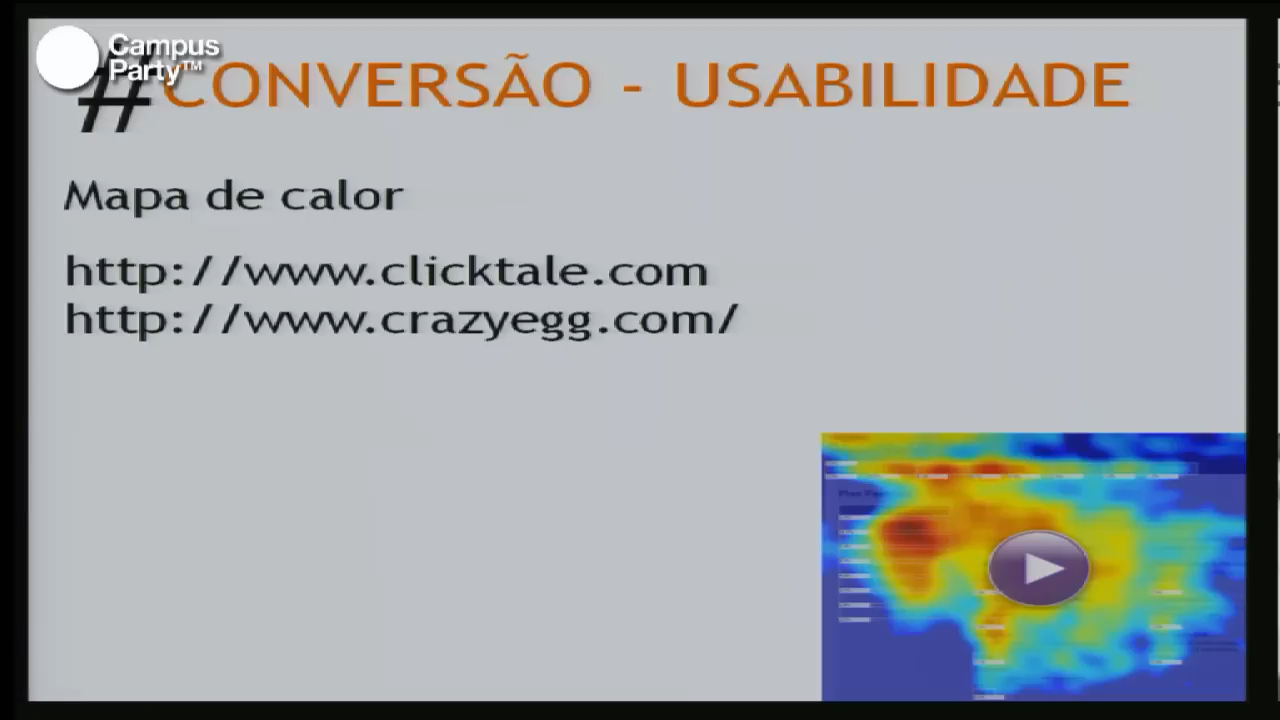 Campus
Party™
#CONVERSÃO - USABILIDADE
Mapa de calor
http://www.clicktale.com
http://www.crazyegg.com/